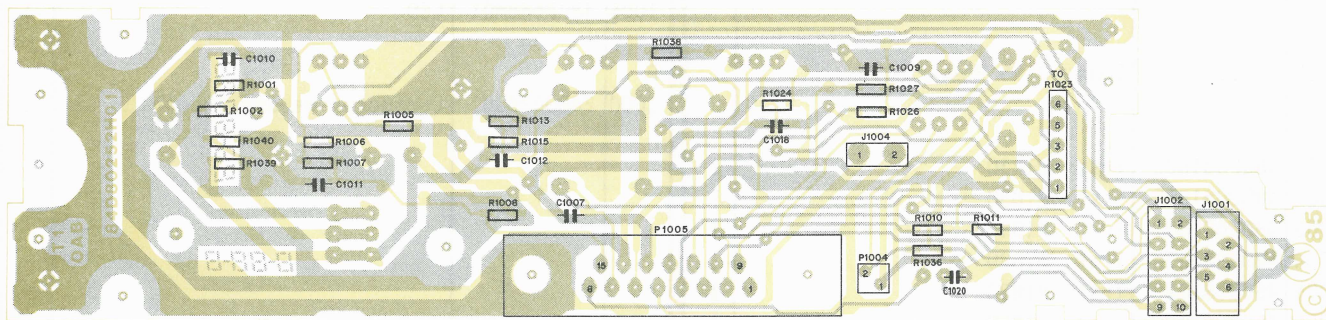 R1038
C1010
C1009
TO
R1023
R1001
R1027
R1024
6
R1002
R1026
R1005
R1013
5
C1018
J1004
R1040
R1006
R1015
3
1 2
C1012
R1039
R1007
2
C1011
1
R1008
C1007
J1002
J1001
R1010
R1011
1 2
1
2
P1005
R1036
3
4
15
9
P1004
5
6
2
1
8
1
C1020
9 10
T1
DAB
© M 85